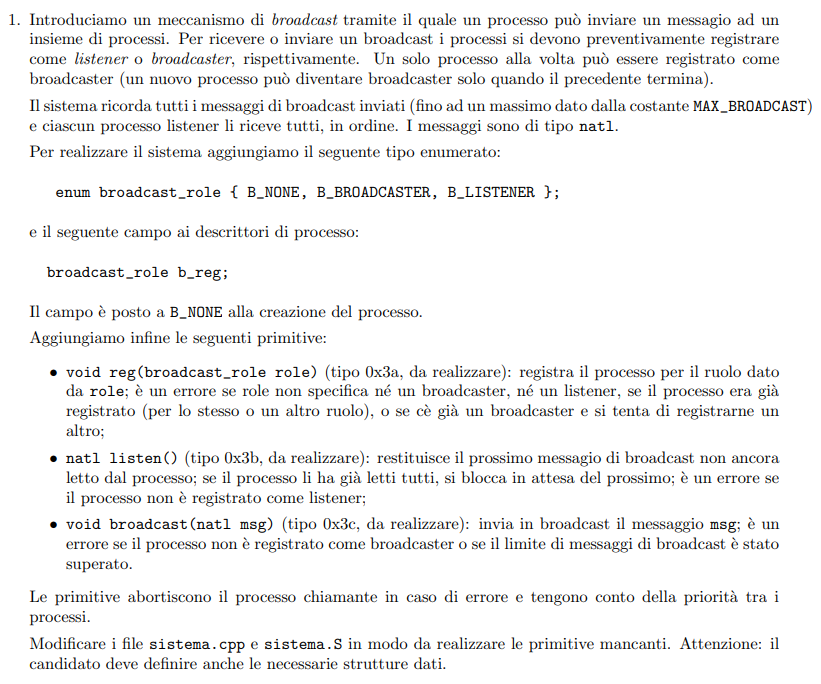 1. Introduciamo un meccanismo di broadcast tramite il quale un processo può inviare un messagio ad un
insieme di processi. Per ricevere o inviare un broadcast i processi si devono preventivamente registrare
come listener o broadcaster, rispettivamente. Un solo processo alla volta può essere registrato come
broadcaster (un nuovo processo può diventare broadcaster solo quando il precedente termina).
Il sistema ricorda tutti i messaggi di broadcast inviati (fino ad un massimo dato dalla costante MAX_BROADCAST)
e ciascun processo listener li riceve tutti, in ordine. I messaggi sono di tipo natl.
Per realizzare il sistema aggiungiamo il seguente tipo enumerato:
enum broadcast_role { B_NONE, B_BROADCASTER, B_LISTENER };
e il seguente campo ai descrittori di processo:
broadcast_role b_reg;
Il campo è posto a B_NONE alla creazione del processo.
Aggiungiamo infine le seguenti primitive:
• void reg(broadcast_role role) (tipo 0x3a, da realizzare): registra il processo per il ruolo dato
da role; è un errore se role non specifica né un broadcaster, né un listener, se il processo era già
registrato (per lo stesso o un altro ruolo), o se cè già un broadcaster e si tenta di registrarne un
altro;
• natl listen() (tipo 0x3b, da realizzare): restituisce il prossimo messagio di broadcast non ancora
letto dal processo; se il processo li ha già letti tutti, si blocca in attesa del prossimo; è un errore se
il processo non è registrato come listener;
• void broadcast(natl msg) (tipo 0x3c, da realizzare): invia in broadcast il messaggio msg; è un
errore se il processo non è registrato come broadcaster o se il limite di messaggi di broadcast è stato
superato.
Le primitive abortiscono il processo chiamante in caso di errore e tengono conto della priorità tra i
processi.
Modificare i file sistema.cpp e sistema.S in modo da realizzare le primitive mancanti. Attenzione: il
candidato deve definire anche le necessarie strutture dati.